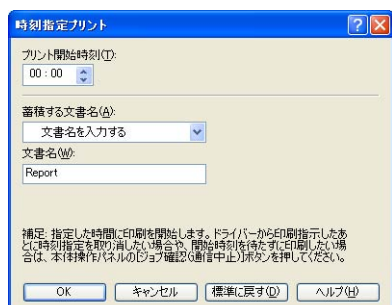 時刻指定プリント
プリント開始時刻(T):
00 : 00
蓄積する文書名(A):
文書名を入力する
文書名(W):
Report
補足: 指定した時間に印刷を開始します。ドライバーから印刷指示したあ
とに時刻指定を取り消したい場合や、開始時刻を待たずに印刷したい場
合は、本体操作パネルの[ジョブ確認(通信中止)]ボタンを押してください。
OK キャンセル 標準に戻す(D) ヘルプ(H)